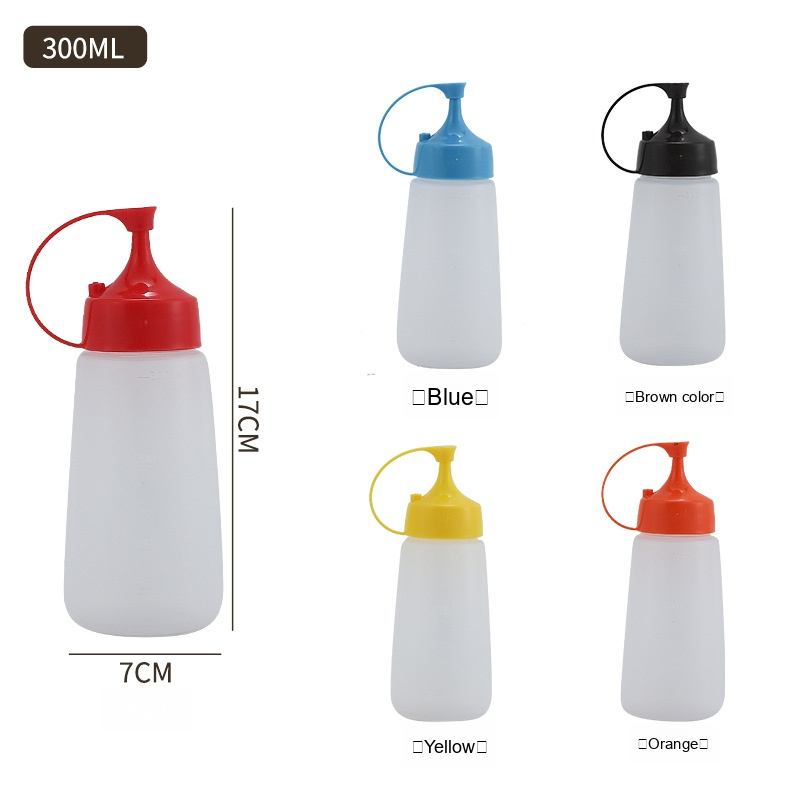 300ML
17CM
7CM
□Blue□
□Brown color□
□Yellow□
□Orange□